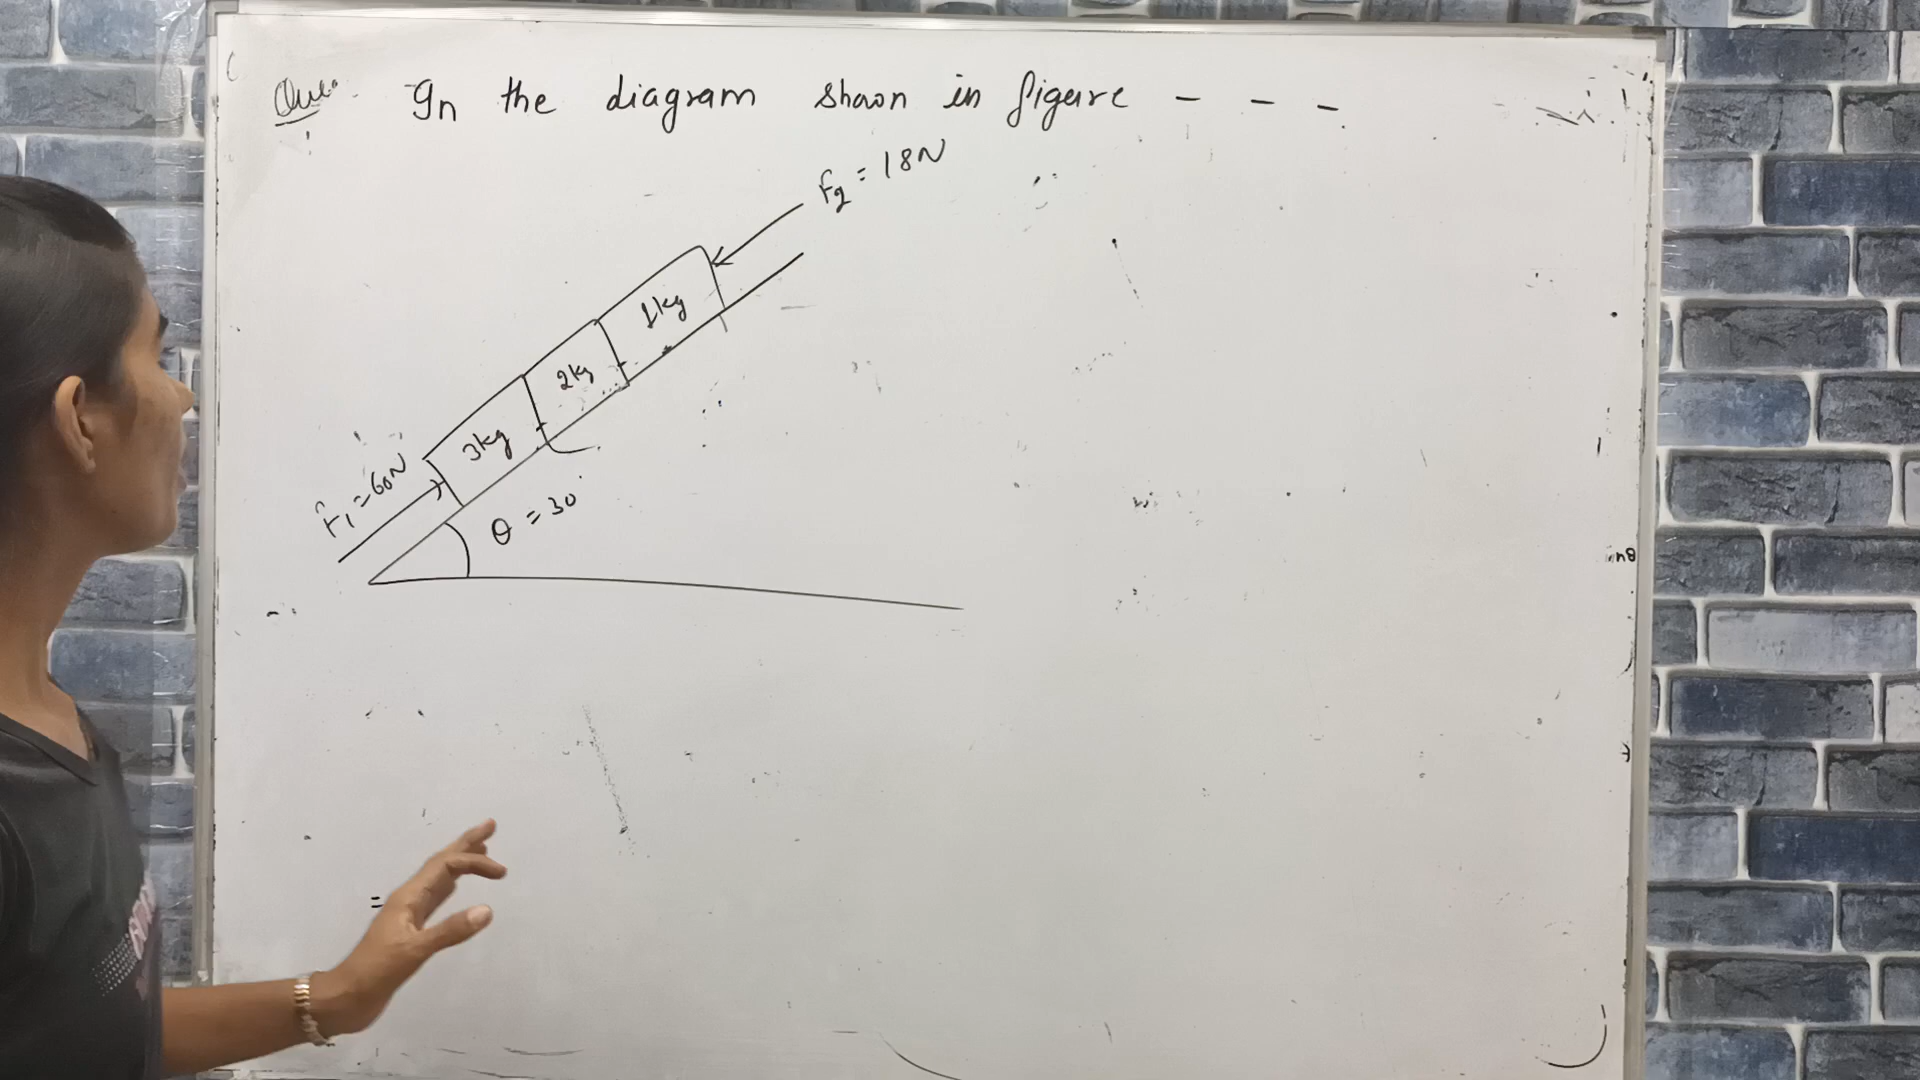 Que. In the diagram shown in figure - - -
F2 = 18N
1kg
2kg
3kg
F1 = 60N
θ = 30°
=